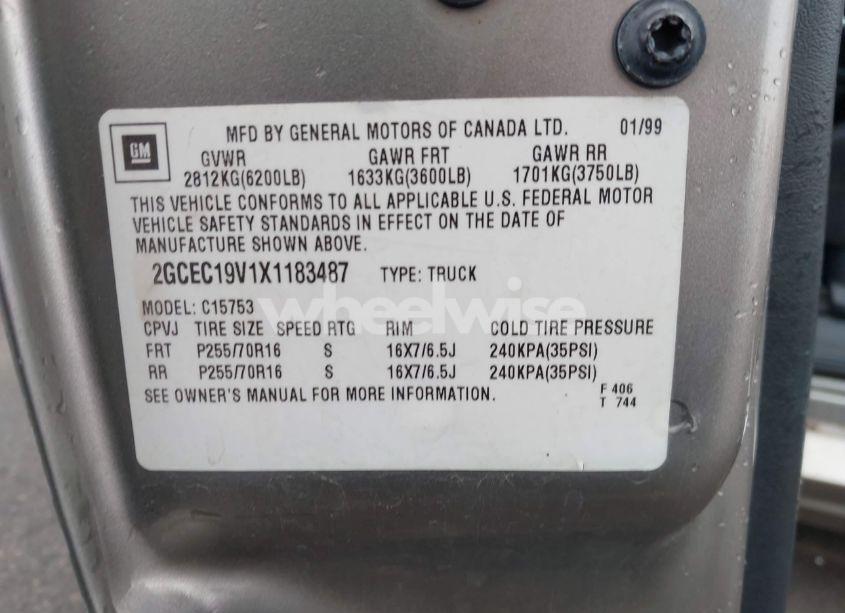 GM
MFD BY GENERAL MOTORS OF CANADA LTD. 01/99
GVWR GAWR FRT GAWR RR
2812KG(6200LB) 1633KG(3600LB) 1701KG(3750LB)
THIS VEHICLE CONFORMS TO ALL APPLICABLE U.S. FEDERAL MOTOR
VEHICLE SAFETY STANDARDS IN EFFECT ON THE DATE OF
MANUFACTURE SHOWN ABOVE.
2GCEC19V1X1183487 TYPE: TRUCK
wheelwise
MODEL: C15753
CPVJ TIRE SIZE SPEED RTG RIM COLD TIRE PRESSURE
FRT P255/70R16 S 16X7/6.5J 240KPA(35PSI)
RR P255/70R16 S 16X7/6.5J 240KPA(35PSI)
SEE OWNER'S MANUAL FOR MORE INFORMATION.
F 406
T 744